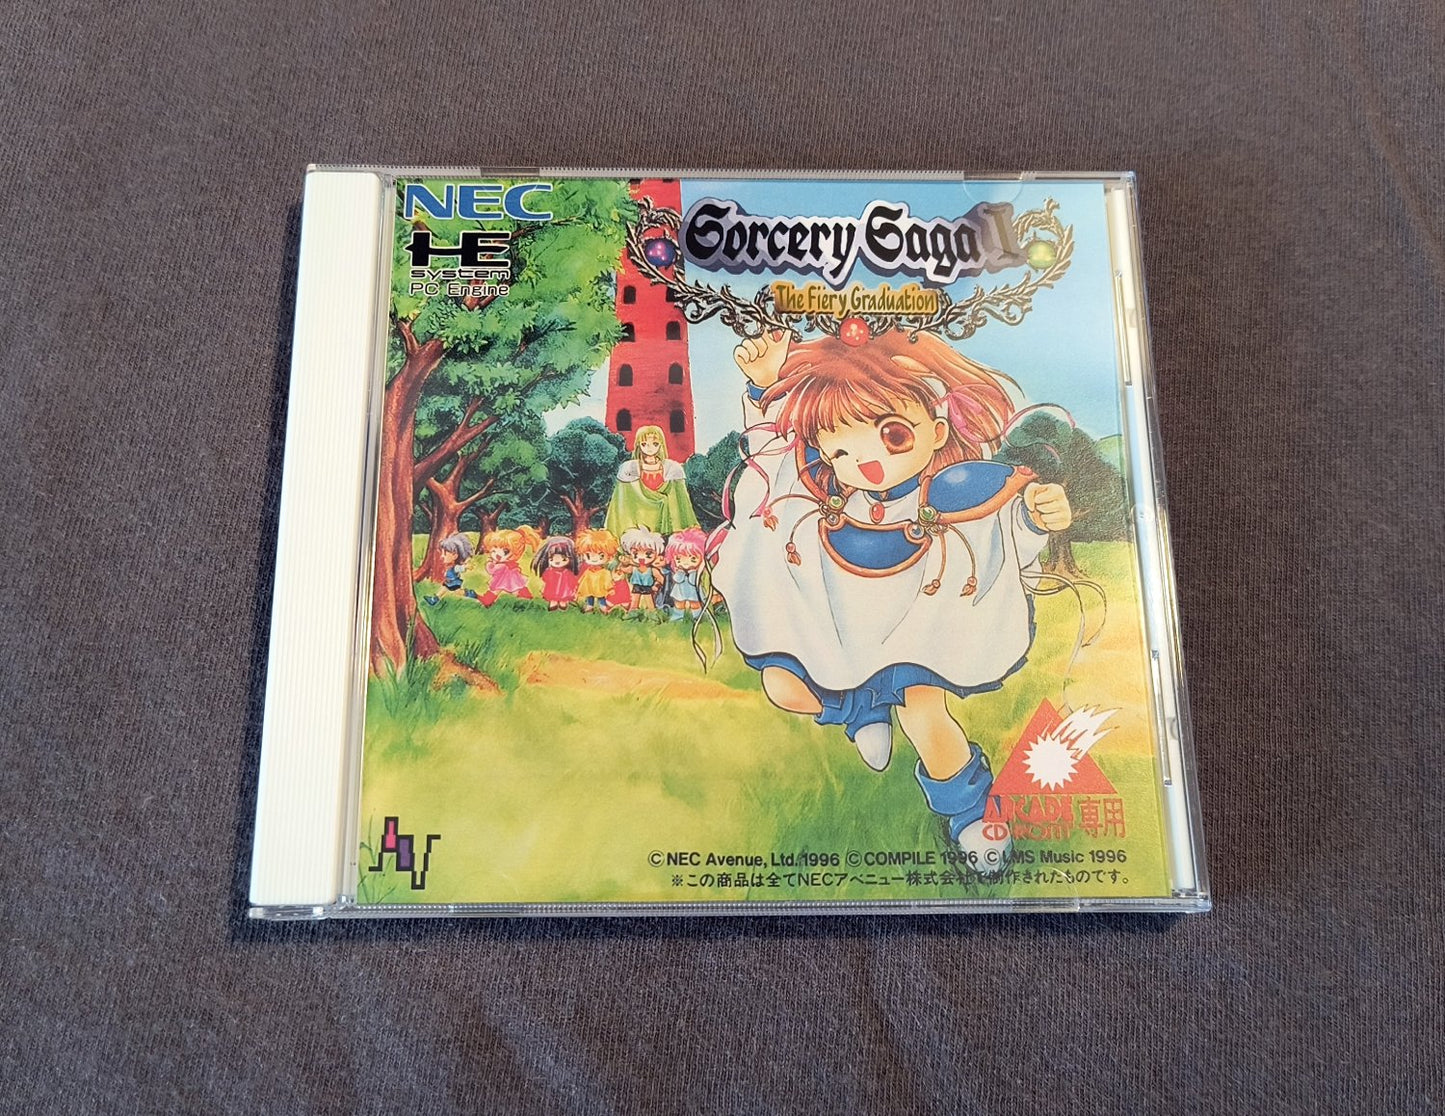 NEC
HE
system
PC Engine
Sorcery Saga II
The Fiery Graduation
ARCADE
CD-ROM 専用
©NEC Avenue, Ltd. 1996 ©COMPILE 1996 ©LMS Music 1996
※この商品は全てNECアベニュー株式会社で制作されたものです。
AV